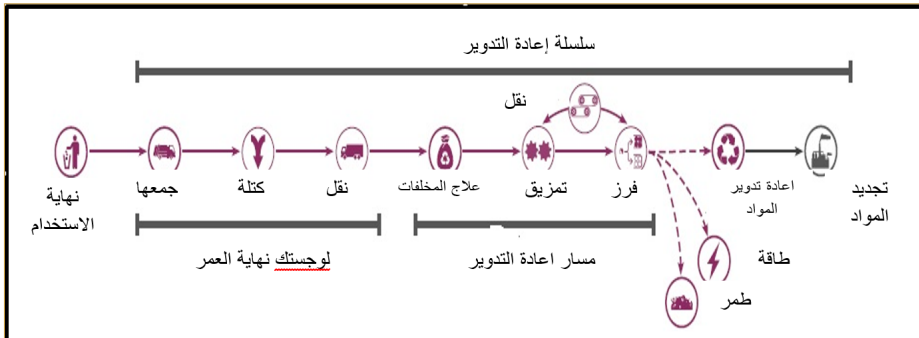 سلسلة إعادة التدوير
نقل
نهاية
الاستخدام
جمعها
كتلة
نقل
علاج المخلفات
تمزيق
فرز
اعادة تدوير
المواد
تجديد
المواد
لوجستك نهاية العمر
مسار اعادة التدوير
طاقة
طمر